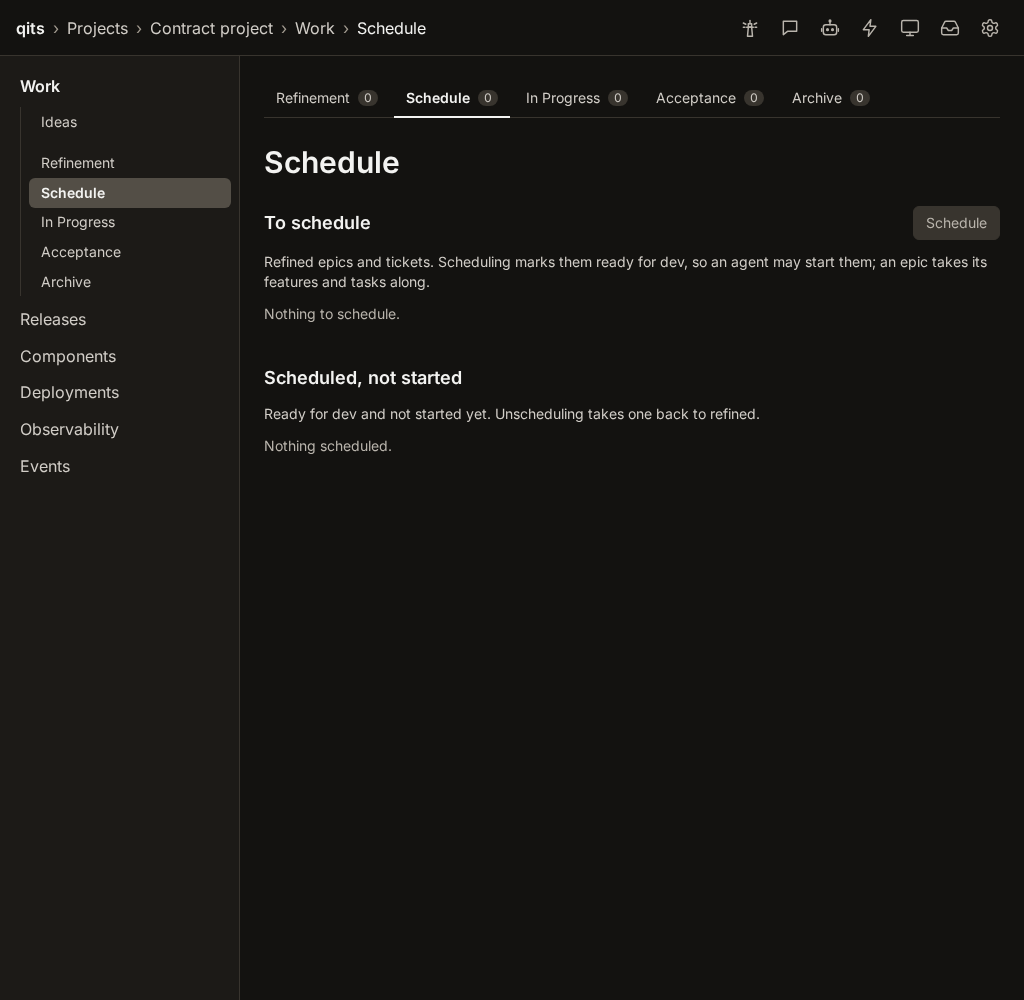 qits › Projects › Contract project › Work › Schedule
Work
Ideas
Refinement
Schedule
In Progress
Acceptance
Archive
Releases
Components
Deployments
Observability
Events
Refinement 0 Schedule 0 In Progress 0 Acceptance 0 Archive 0
Schedule
To schedule Schedule
Refined epics and tickets. Scheduling marks them ready for dev, so an agent may start them; an epic takes its
features and tasks along.
Nothing to schedule.
Scheduled, not started
Ready for dev and not started yet. Unscheduling takes one back to refined.
Nothing scheduled.